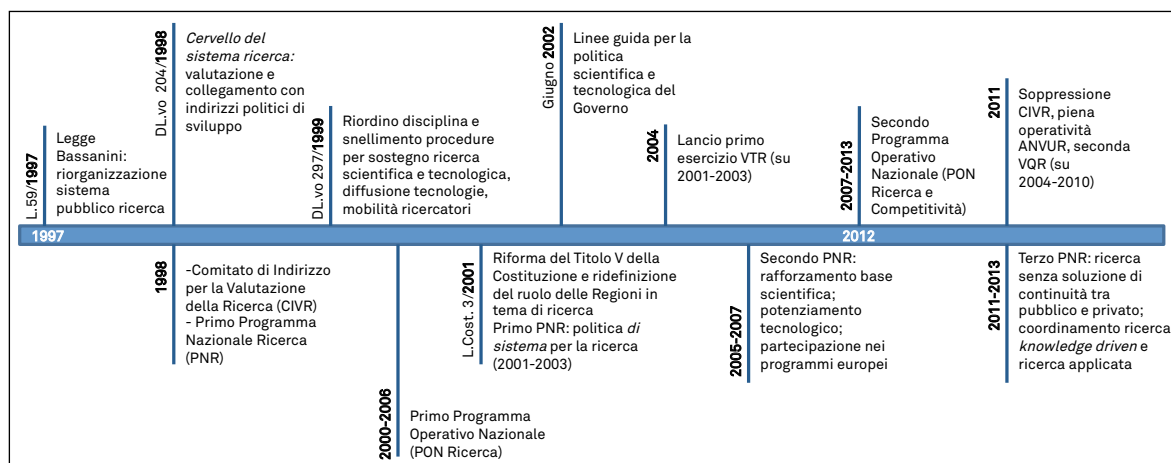 L.59/1997
Legge
Bassanini:
riorganizzazione
sistema
pubblico ricerca
DL.vo 204/1998
Cervello del
sistema ricerca:
valutazione e
collegamento con
indirizzi politici di
sviluppo
DL.vo 297/1999
Riordino disciplina e
snellimento procedure
per sostegno ricerca
scientifica e tecnologica,
diffusione tecnologie,
mobilità ricercatori
Giugno 2002
Linee guida per la
politica
scientifica e
tecnologica del
Governo
2004
Lancio primo
esercizio VTR (su
2001-2003)
2007-2013
Secondo
Programma
Operativo
Nazionale (PON
Ricerca e
Competitività)
2011
Soppressione
CIVR, piena
operatività
ANVUR, seconda
VQR (su
2004-2010)
1997
2012
1998
-Comitato di Indirizzo
per la Valutazione
della Ricerca (CIVR)
- Primo Programma
Nazionale Ricerca
(PNR)
2000-2006
Primo Programma
Operativo Nazionale
(PON Ricerca)
L.Cost. 3/2001
Riforma del Titolo V della
Costituzione e ridefinizione
del ruolo delle Regioni in
tema di ricerca
Primo PNR: politica di
sistema per la ricerca
(2001-2003)
2005-2007
Secondo PNR:
rafforzamento base
scientifica;
potenziamento
tecnologico;
partecipazione nei
programmi europei
2011-2013
Terzo PNR: ricerca
senza soluzione di
continuità tra
pubblico e privato;
coordinamento ricerca
knowledge driven e
ricerca applicata